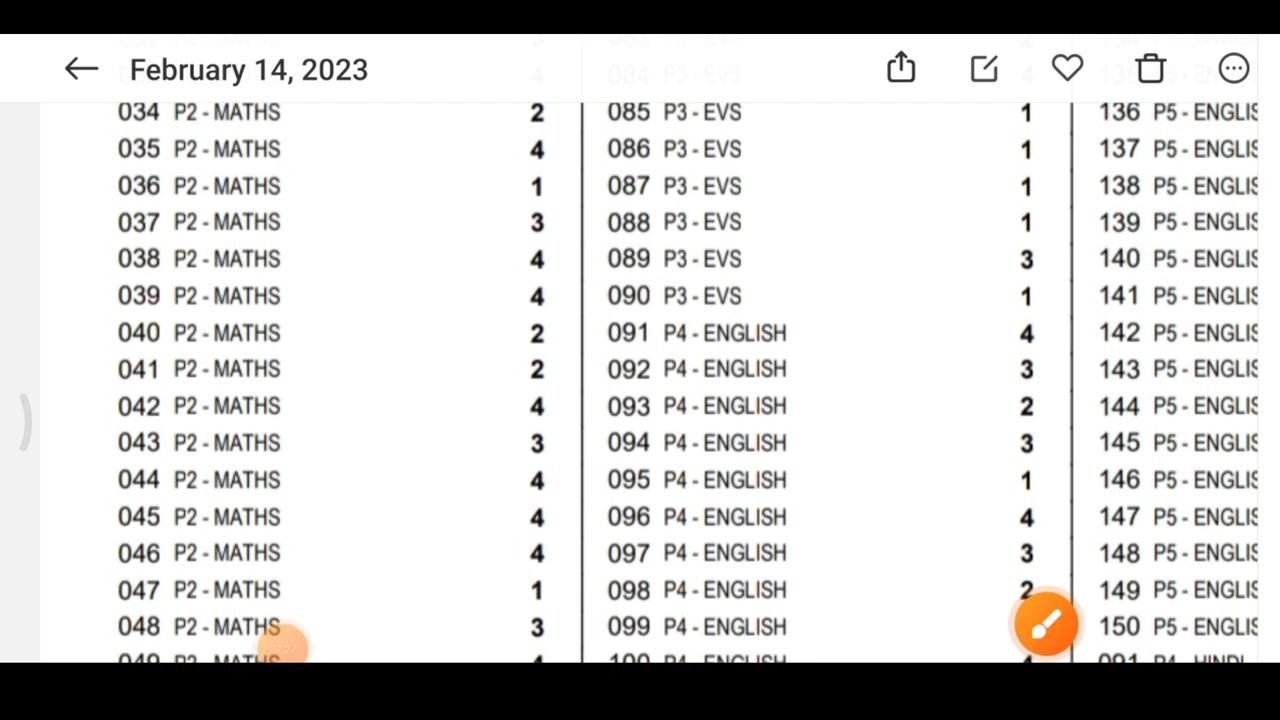 February 14, 2023
034 P2 - MATHS 2
035 P2 - MATHS 4
036 P2 - MATHS 1
037 P2 - MATHS 3
038 P2 - MATHS 4
039 P2 - MATHS 4
040 P2 - MATHS 2
041 P2 - MATHS 2
042 P2 - MATHS 4
043 P2 - MATHS 3
044 P2 - MATHS 4
045 P2 - MATHS 4
046 P2 - MATHS 4
047 P2 - MATHS 1
048 P2 - MATHS 3
084 P3 - EVS 4
085 P3 - EVS 1
086 P3 - EVS 1
087 P3 - EVS 1
088 P3 - EVS 1
089 P3 - EVS 3
090 P3 - EVS 1
091 P4 - ENGLISH 4
092 P4 - ENGLISH 3
093 P4 - ENGLISH 2
094 P4 - ENGLISH 3
095 P4 - ENGLISH 1
096 P4 - ENGLISH 4
097 P4 - ENGLISH 3
098 P4 - ENGLISH 2
099 P4 - ENGLISH
100 P4 - ENGLISH 4
136 P5 - ENGLIS
137 P5 - ENGLIS
138 P5 - ENGLIS
139 P5 - ENGLIS
140 P5 - ENGLIS
141 P5 - ENGLIS
142 P5 - ENGLIS
143 P5 - ENGLIS
144 P5 - ENGLIS
145 P5 - ENGLIS
146 P5 - ENGLIS
147 P5 - ENGLIS
148 P5 - ENGLIS
149 P5 - ENGLIS
150 P5 - ENGLIS
091 P4 - HINDI